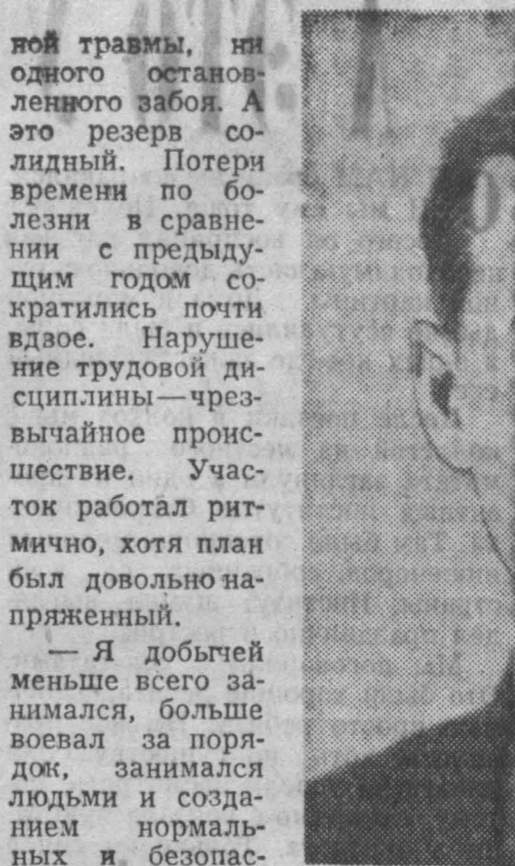 ной травмы, ни
одного останов-
ленного забоя. А
это резерв со-
лидный. Потери
времени по бо-
лезни в сравне-
нии с предыду-
щим годом со-
кратились почти
вдвое. Наруше-
ние трудовой ди-
сциплины—чрез-
вычайное проис-
шествие. Учас-
ток работал рит-
мично, хотя план
был довольно на-
пряженный.
— Я добычей
меньше всего за-
нимался, больше
воевал за поря-
док, занимался
людьми и созда-
нием нормаль-
ных и безопас-